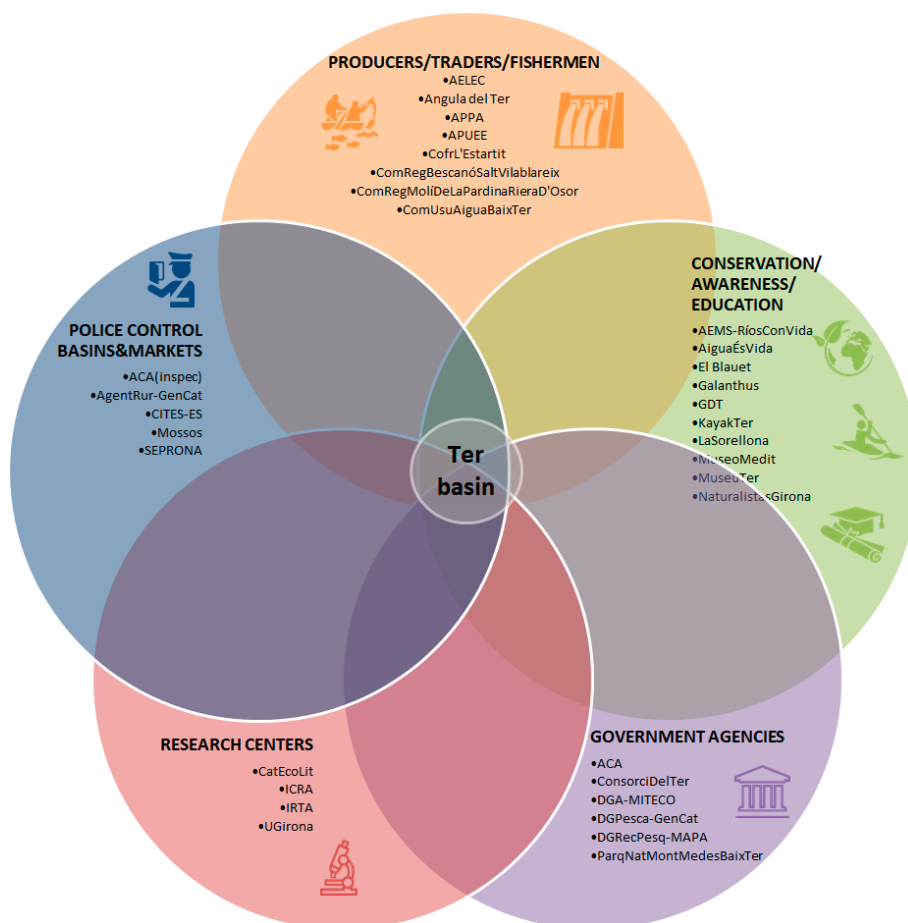 PRODUCERS/TRADERS/FISHERMEN
•AELEC
•Angula del Ter
•APPA
•APUEE
•CofrL'Estartit
•ComRegBescanóSaltVilablareix
•ComRegMolíDeLaPardinaRieraD'Osor
•ComUsuAiguaBaixTer
CONSERVATION/
AWARENESS/
EDUCATION
•AEMS-RíosConVida
•AiguaÉsVida
•El Blauet
•Galanthus
•GDT
•KayakTer
•LaSorellona
•MuseoMedit
•MuseuTer
•NaturalistasGirona
POLICE CONTROL
BASINS&MARKETS
•ACA(inspec)
•AgentRur-GenCat
•CITES-ES
•Mossos
•SEPRONA
Ter
basin
RESEARCH CENTERS
•CatEcoLit
•ICRA
•IRTA
•UGirona
GOVERNMENT AGENCIES
•ACA
•ConsorciDelTer
•DGA-MITECO
•DGPesca-GenCat
•DGRecPesq-MAPA
•ParqNatMontMedesBaixTer